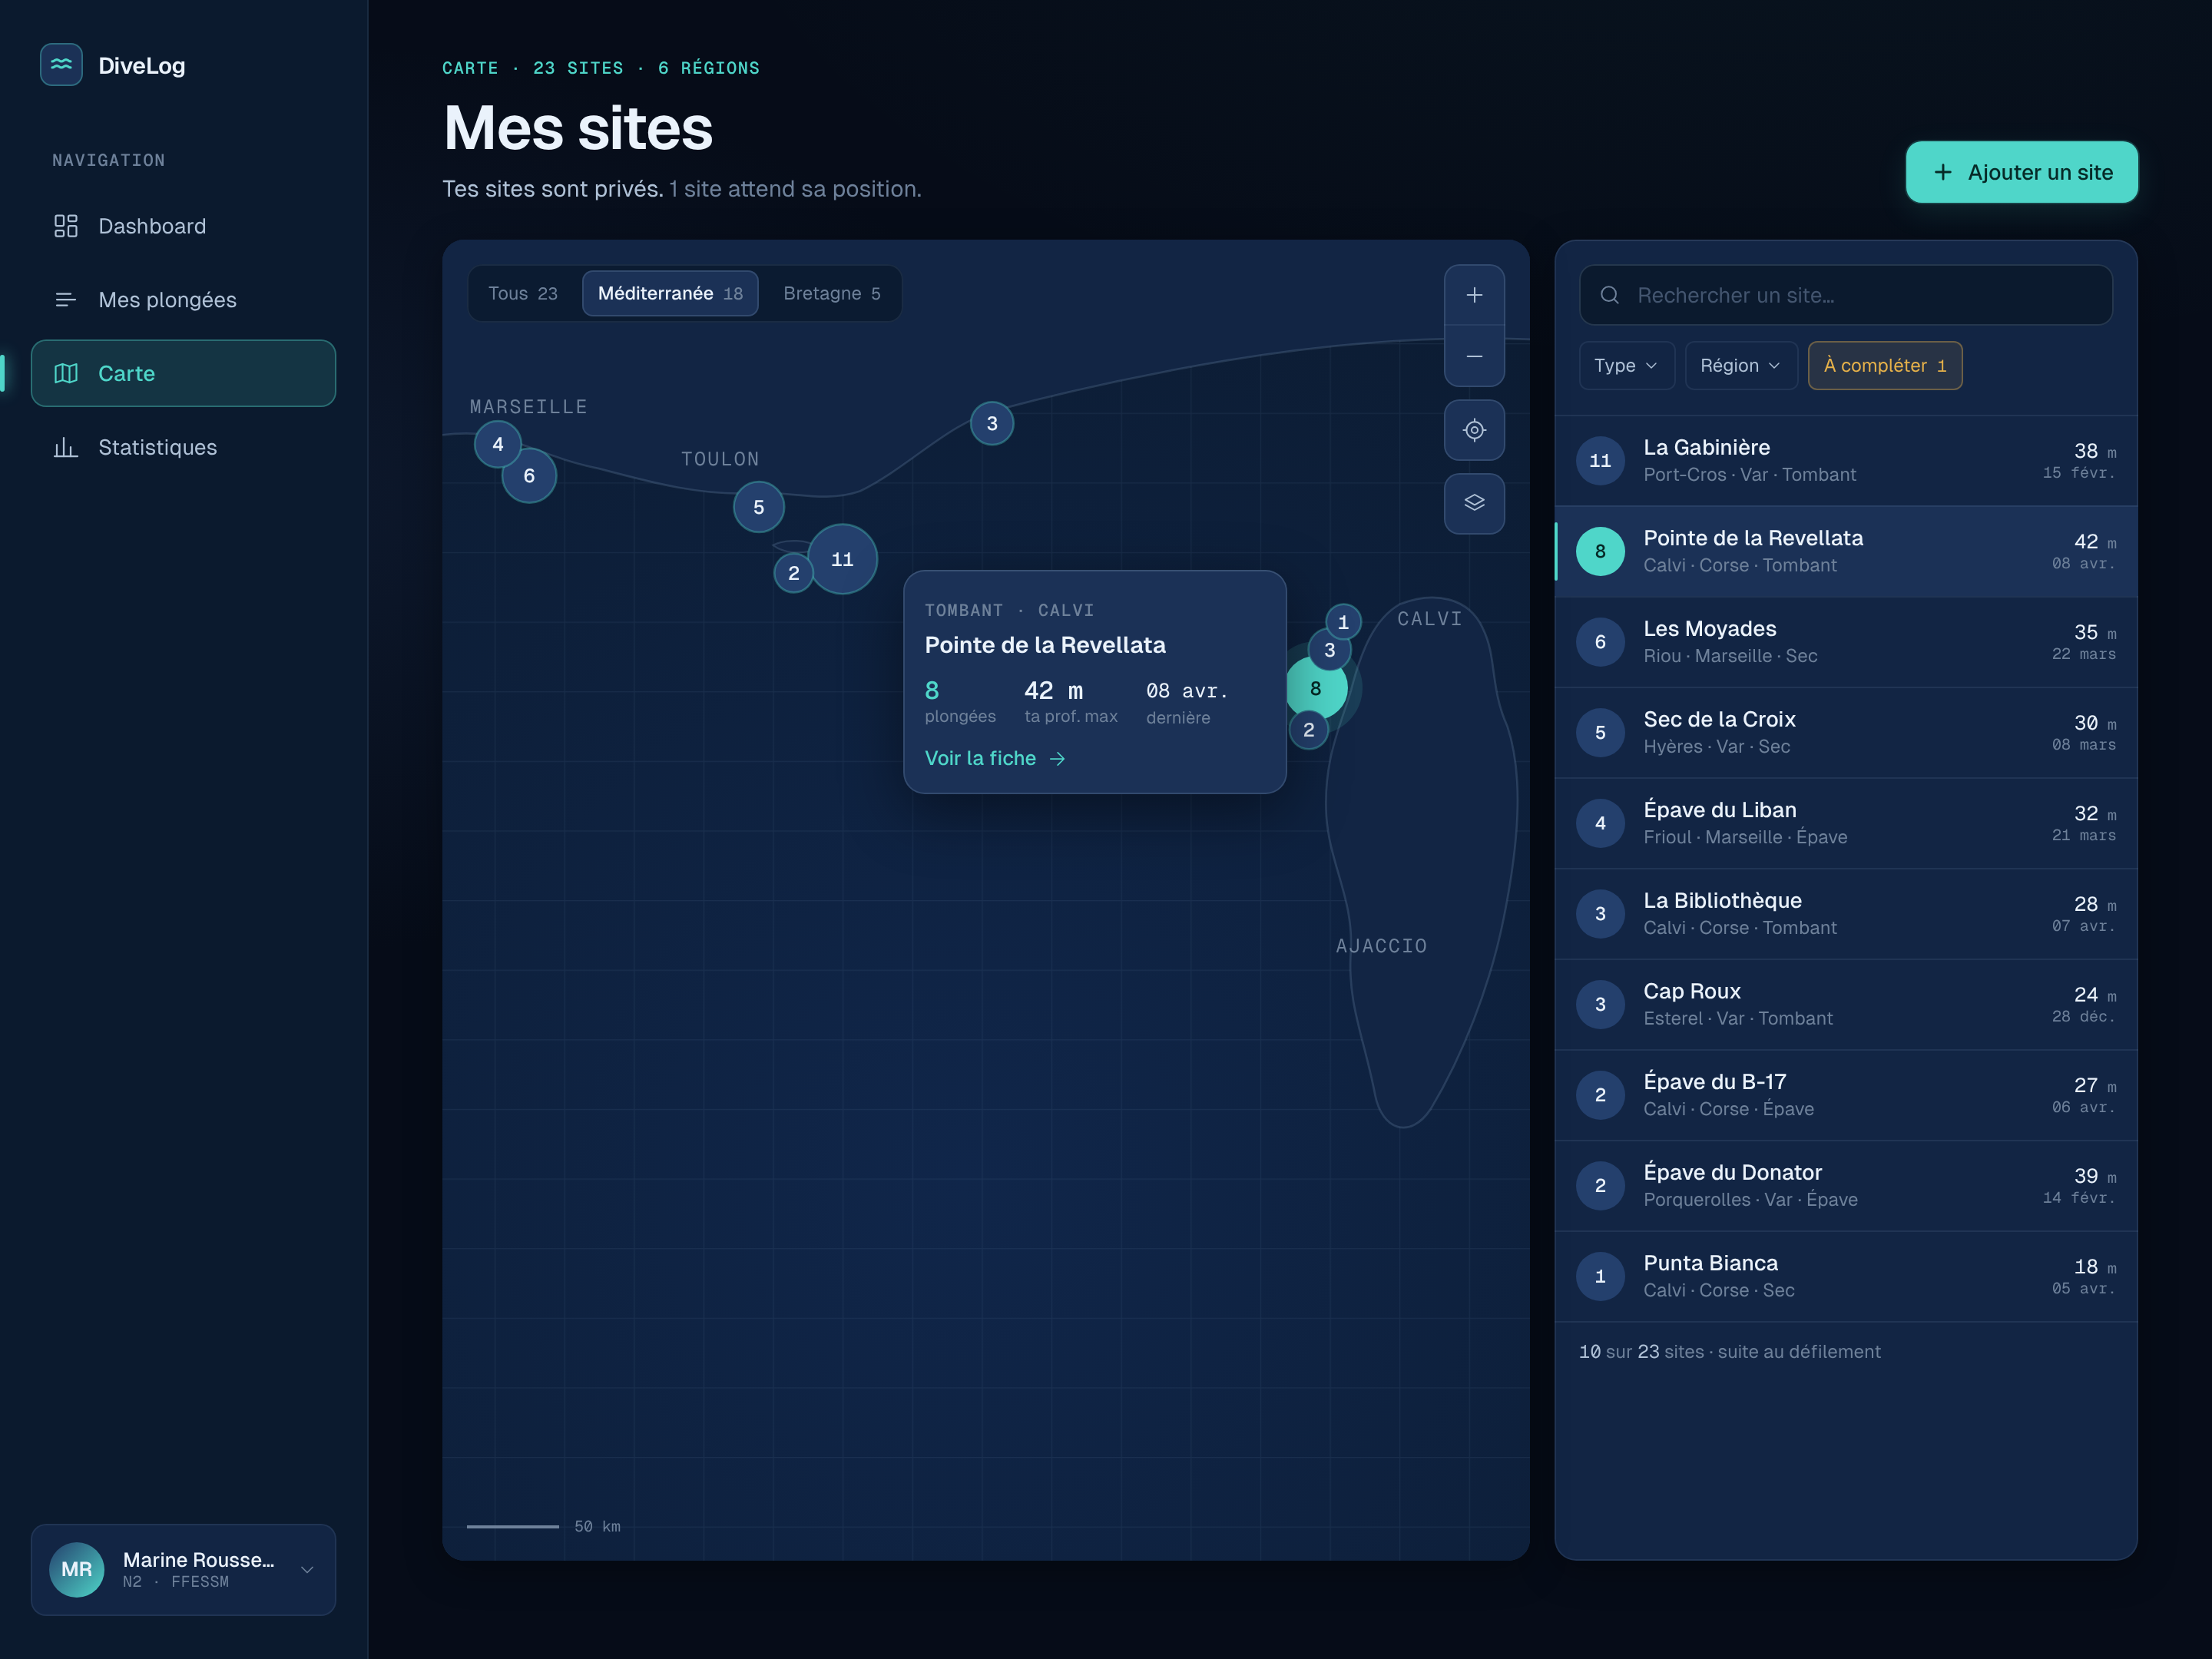 DiveLog
NAVIGATION
Dashboard
Mes plongées
Carte
Statistiques
MR
Marine Rousse…
N2 · FFESSM
CARTE · 23 SITES · 6 RÉGIONS
Mes sites
Tes sites sont privés. 1 site attend sa position.
Ajouter un site
Tous 23
Méditerranée 18
Bretagne 5
MARSEILLE
4
6
TOULON
5
3
2
11
TOMBANT · CALVI
Pointe de la Revellata
8 plongées
42 m ta prof. max
08 avr. dernière
Voir la fiche
1
3
8
2
CALVI
AJACCIO
50 km
Rechercher un site…
Type
Région
À compléter 1
11
La Gabinière
38 m
Port-Cros · Var · Tombant
15 févr.
8
Pointe de la Revellata
42 m
Calvi · Corse · Tombant
08 avr.
6
Les Moyades
35 m
Riou · Marseille · Sec
22 mars
5
Sec de la Croix
30 m
Hyères · Var · Sec
08 mars
4
Épave du Liban
32 m
Frioul · Marseille · Épave
21 mars
3
La Bibliothèque
28 m
Calvi · Corse · Tombant
07 avr.
3
Cap Roux
24 m
Esterel · Var · Tombant
28 déc.
2
Épave du B-17
27 m
Calvi · Corse · Épave
06 avr.
2
Épave du Donator
39 m
Porquerolles · Var · Épave
14 févr.
1
Punta Bianca
18 m
Calvi · Corse · Sec
05 avr.
10 sur 23 sites · suite au défilement